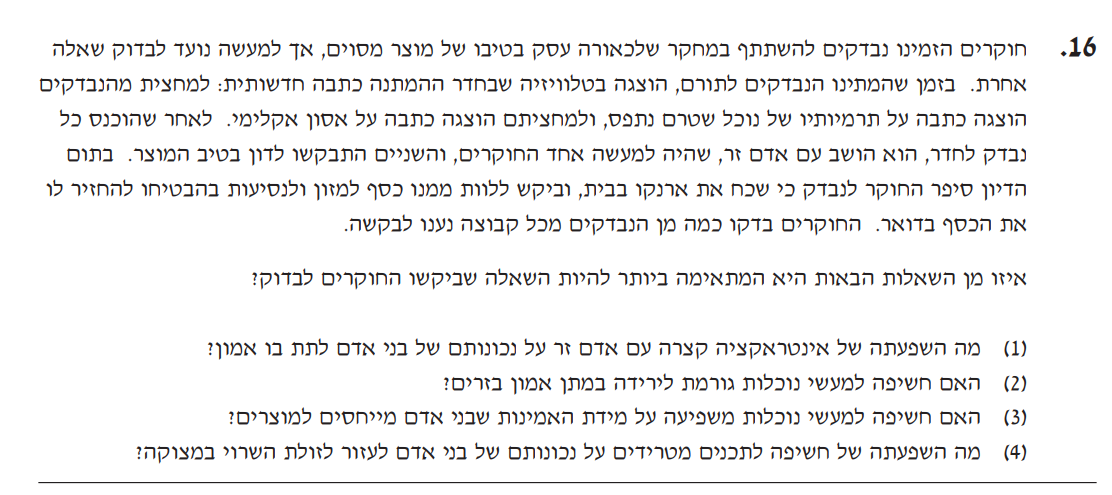 16. חוקרים הזמינו נבדקים להשתתף במחקר שלכאורה עסק בטיבו של מוצר מסוים, אך למעשה נועד לבדוק שאלה
אחרת. בזמן שהמתינו הנבדקים לתורם, הוצגה בטלוויזיה שבחדר ההמתנה כתבה חדשותית: למחצית מהנבדקים
הוצגה כתבה על תרמיותיו של נוכל שטרם נתפס, ולמחציתם הוצגה כתבה על אסון אקלימי. לאחר שהוכנס כל
נבדק לחדר, הוא הושב עם אדם זר, שהיה למעשה אחד החוקרים, והשניים התבקשו לדון בטיב המוצר. בתום
הדיון סיפר החוקר לנבדק כי שכח את ארנקו בבית, וביקש ללוות ממנו כסף למזון ולנסיעות בהבטיחו להחזיר לו
את הכסף בדואר. החוקרים בדקו כמה מן הנבדקים מכל קבוצה נענו לבקשה.
איזו מן השאלות הבאות היא המתאימה ביותר להיות השאלה שביקשו החוקרים לבדוק?
(1) מה השפעתה של אינטראקציה קצרה עם אדם זר על נכונותם של בני אדם לתת בו אמון?
(2) האם חשיפה למעשי נוכלות גורמת לירידה במתן אמון בזרים?
(3) האם חשיפה למעשי נוכלות משפיעה על מידת האמינות שבני אדם מייחסים למוצרים?
(4) מה השפעתה של חשיפה לתכנים מטרידים על נכונותם של בני אדם לעזור לזולת השרוי במצוקה?